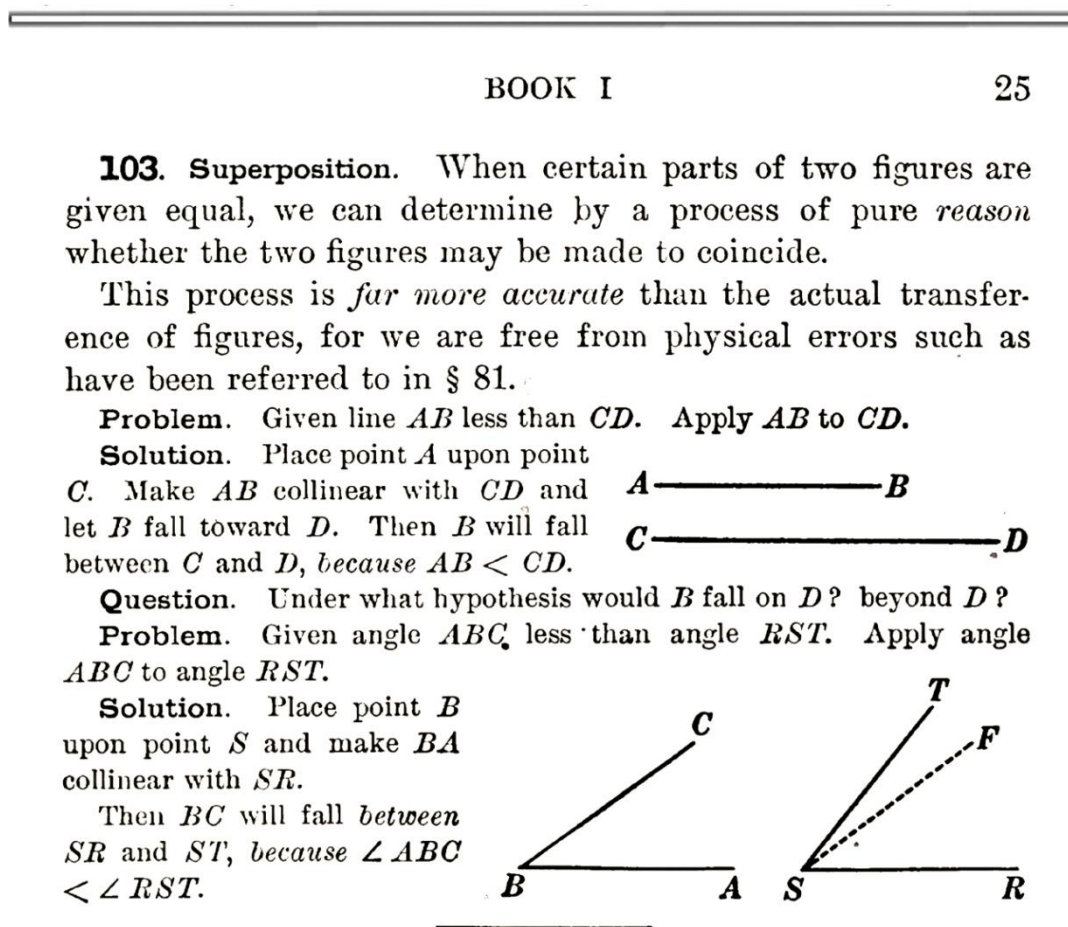 BOOK I 25
103. Superposition. When certain parts of two figures are
given equal, we can determine by a process of pure reason
whether the two figures may be made to coincide.
This process is far more accurate than the actual transfer-
ence of figures, for we are free from physical errors such as
have been referred to in § 81.
Problem. Given line AB less than CD. Apply AB to CD.
Solution. Place point A upon point
C. Make AB collinear with CD and
let B fall toward D. Then B will fall
between C and D, because AB < CD.
A B
C D
Question. Under what hypothesis would B fall on D? beyond D?
Problem. Given angle ABC, less than angle RST. Apply angle
ABC to angle RST.
Solution. Place point B
upon point S and make BA
collinear with SR.
Then BC will fall between
SR and ST, because ∠ ABC
< ∠ RST.
C
B A
T
F
S R